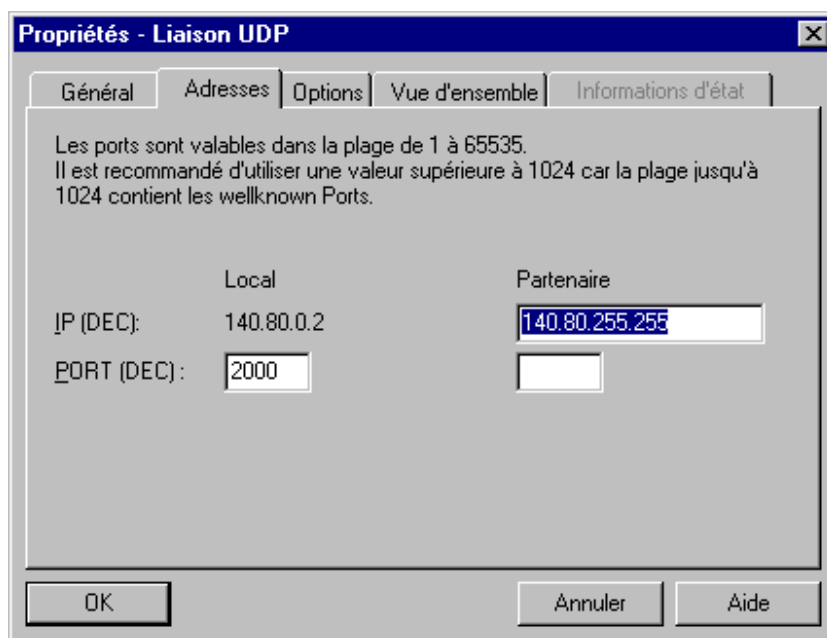 Propriétés - Liaison UDP
Général Adresses Options Vue d'ensemble Informations d'état
Les ports sont valables dans la plage de 1 à 65535.
Il est recommandé d'utiliser une valeur supérieure à 1024 car la plage jusqu'à
1024 contient les wellknown Ports.
Local Partenaire
IP (DEC): 140.80.0.2 140.80.255.255
PORT (DEC) : 2000
OK Annuler Aide